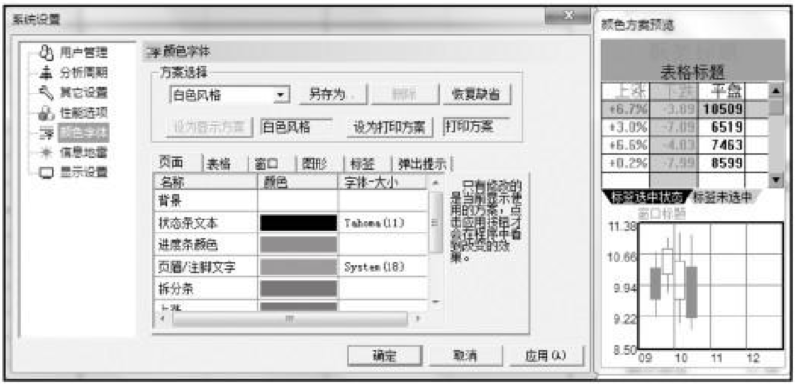 系统设置
用户管理
分析周期
其它设置
性能选项
颜色字体
信息地雷
显示设置
颜色字体
方案选择
白色风格
另存为..
删除
恢复缺省
设为显示方案
白色风格
设为打印方案
打印方案
页面 表格 窗口 图形 标签 弹出提示
名称 颜色 字体-大小
背景
状态条文本 Tahoma(11)
进度条颜色
页眉/注脚文字 System(18)
拆分条
上涨
只有修改的
是当前显示使
用的方案,点
击应用按钮才
会在程序中看
到改变的效
果。
确定 取消 应用(A)
颜色方案预览
表格标题
上涨 下跌 平盘
+6.7% -3.89 10509
+3.0% -7.09 6519
+6.6% -4.03 7463
+0.2% -7.99 8599
标签选中状态 标签未选中
窗口标题
11.38
10.66
9.94
9.22
8.50
09 10 11 12